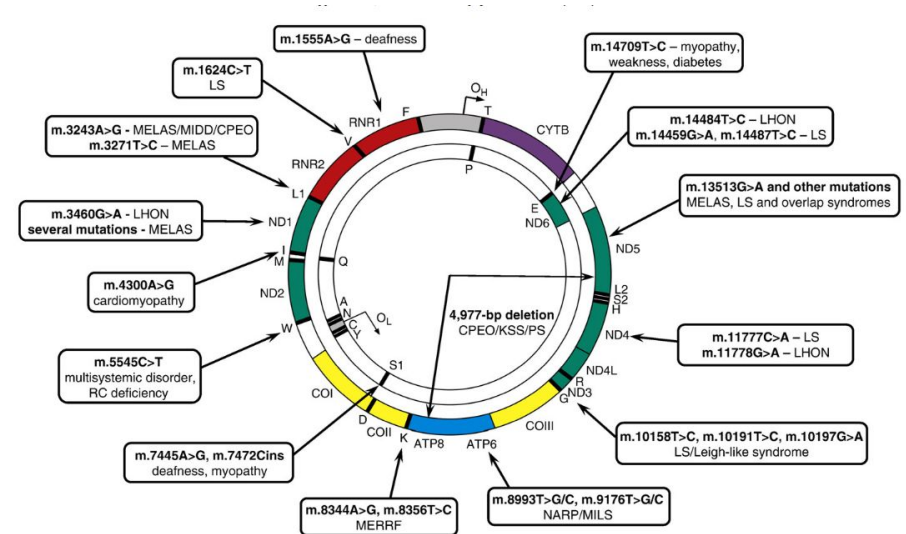 m.1555A>G – deafness
m.14709T>C – myopathy,
weakness, diabetes
m.1624C>T
LS
m.3243A>G - MELAS/MIDD/CPEO
m.3271T>C – MELAS
m.14484T>C – LHON
m.14459G>A, m.14487T>C – LS
m.3460G>A - LHON
several mutations - MELAS
m.13513G>A and other mutations
MELAS, LS and overlap syndromes
m.4300A>G
cardiomyopathy
4,977-bp deletion
CPEO/KSS/PS
m.5545C>T
multisystemic disorder,
RC deficiency
m.11777C>A – LS
m.11778G>A – LHON
m.7445A>G, m.7472Cins
deafness, myopathy
m.10158T>C, m.10191T>C, m.10197G>A
LS/Leigh-like syndrome
m.8344A>G, m.8356T>C
MERRF
m.8993T>G/C, m.9176T>G/C
NARP/MILS
OH
F
T
RNR1
CYTB
V
P
RNR2
L1
E
ND6
ND1
ND5
I
M
Q
ND2
L2
S2
H
A
N
C
Y
OL
W
ND4
S1
ND4L
R
ND3
G
COI
D
COII
K
ATP8
ATP6
COIII